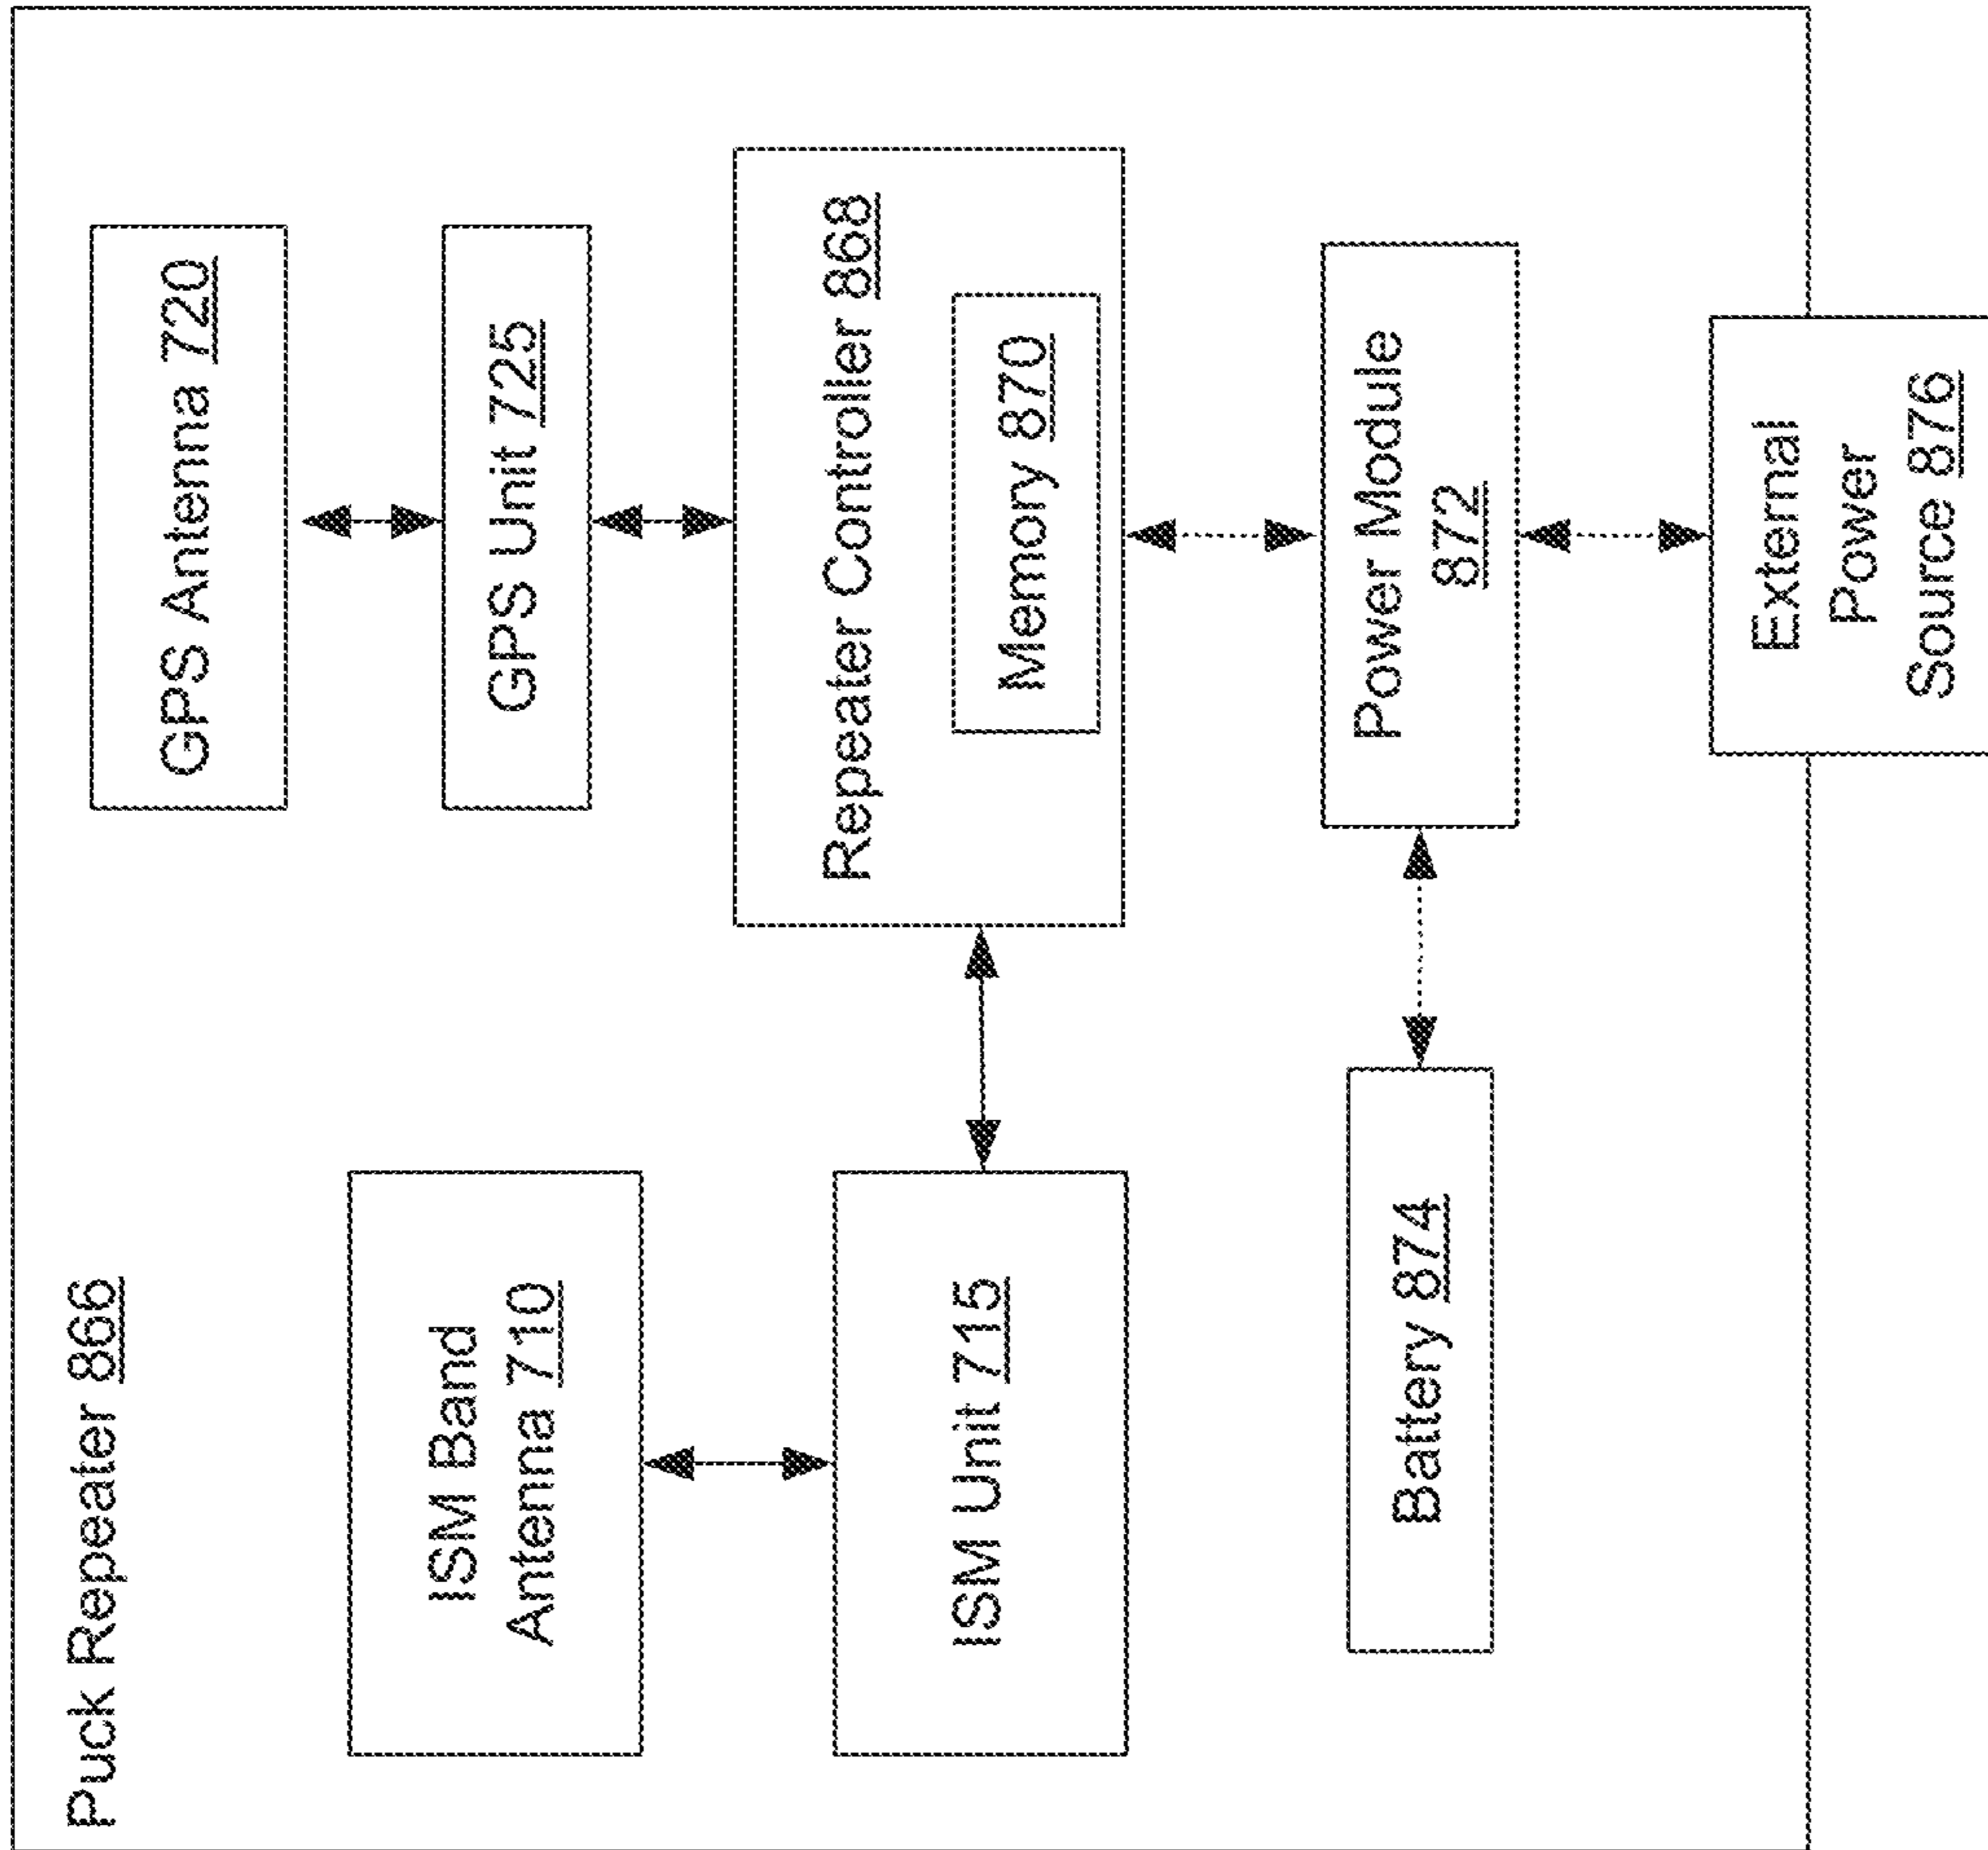 Puck Repeater 866
ISM Band
Antenna 710
GPS Antenna 720
GPS Unit 725
ISM Unit 715
Repeater Controller 868
Memory 870
Battery 874
Power Module
872
External
Power
Source 876